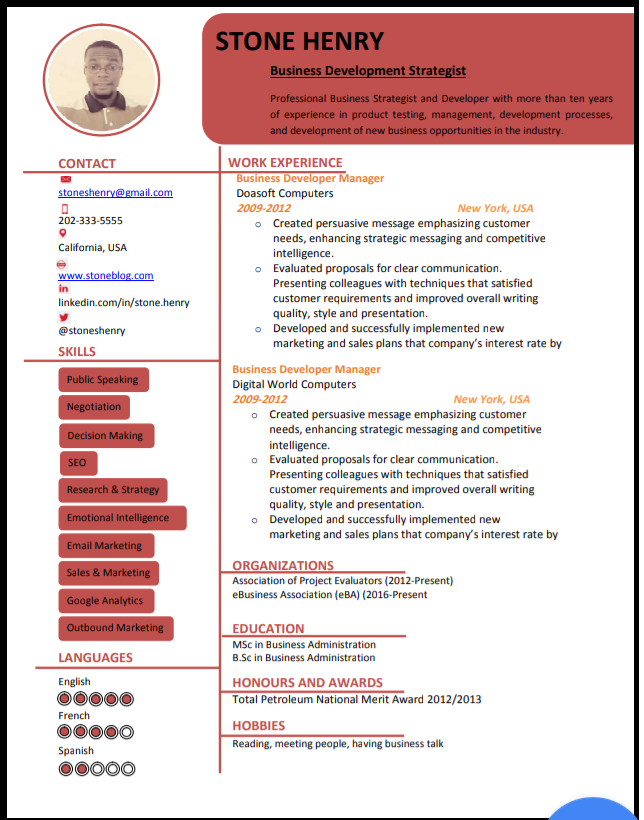 STONE HENRY
Business Development Strategist
Professional Business Strategist and Developer with more than ten years
of experience in product testing, management, development processes,
and development of new business opportunities in the industry.
CONTACT
stoneshenry@gmail.com
202-333-5555
California, USA
www.stoneblog.com
linkedin.com/in/stone.henry
@stoneshenry
SKILLS
Public Speaking
Negotiation
Decision Making
SEO
Research & Strategy
Emotional Intelligence
Email Marketing
Sales & Marketing
Google Analytics
Outbound Marketing
LANGUAGES
English
French
Spanish
WORK EXPERIENCE
Business Developer Manager
Doasoft Computers
2009-2012 New York, USA
o Created persuasive message emphasizing customer
needs, enhancing strategic messaging and competitive
intelligence.
o Evaluated proposals for clear communication.
Presenting colleagues with techniques that satisfied
customer requirements and improved overall writing
quality, style and presentation.
o Developed and successfully implemented new
marketing and sales plans that company's interest rate by
Business Developer Manager
Digital World Computers
2009-2012 New York, USA
o Created persuasive message emphasizing customer
needs, enhancing strategic messaging and competitive
intelligence.
o Evaluated proposals for clear communication.
Presenting colleagues with techniques that satisfied
customer requirements and improved overall writing
quality, style and presentation.
o Developed and successfully implemented new
marketing and sales plans that company's interest rate by
ORGANIZATIONS
Association of Project Evaluators (2012-Present)
eBusiness Association (eBA) (2016-Present
EDUCATION
MSc in Business Administration
B.Sc in Business Administration
HONOURS AND AWARDS
Total Petroleum National Merit Award 2012/2013
HOBBIES
Reading, meeting people, having business talk